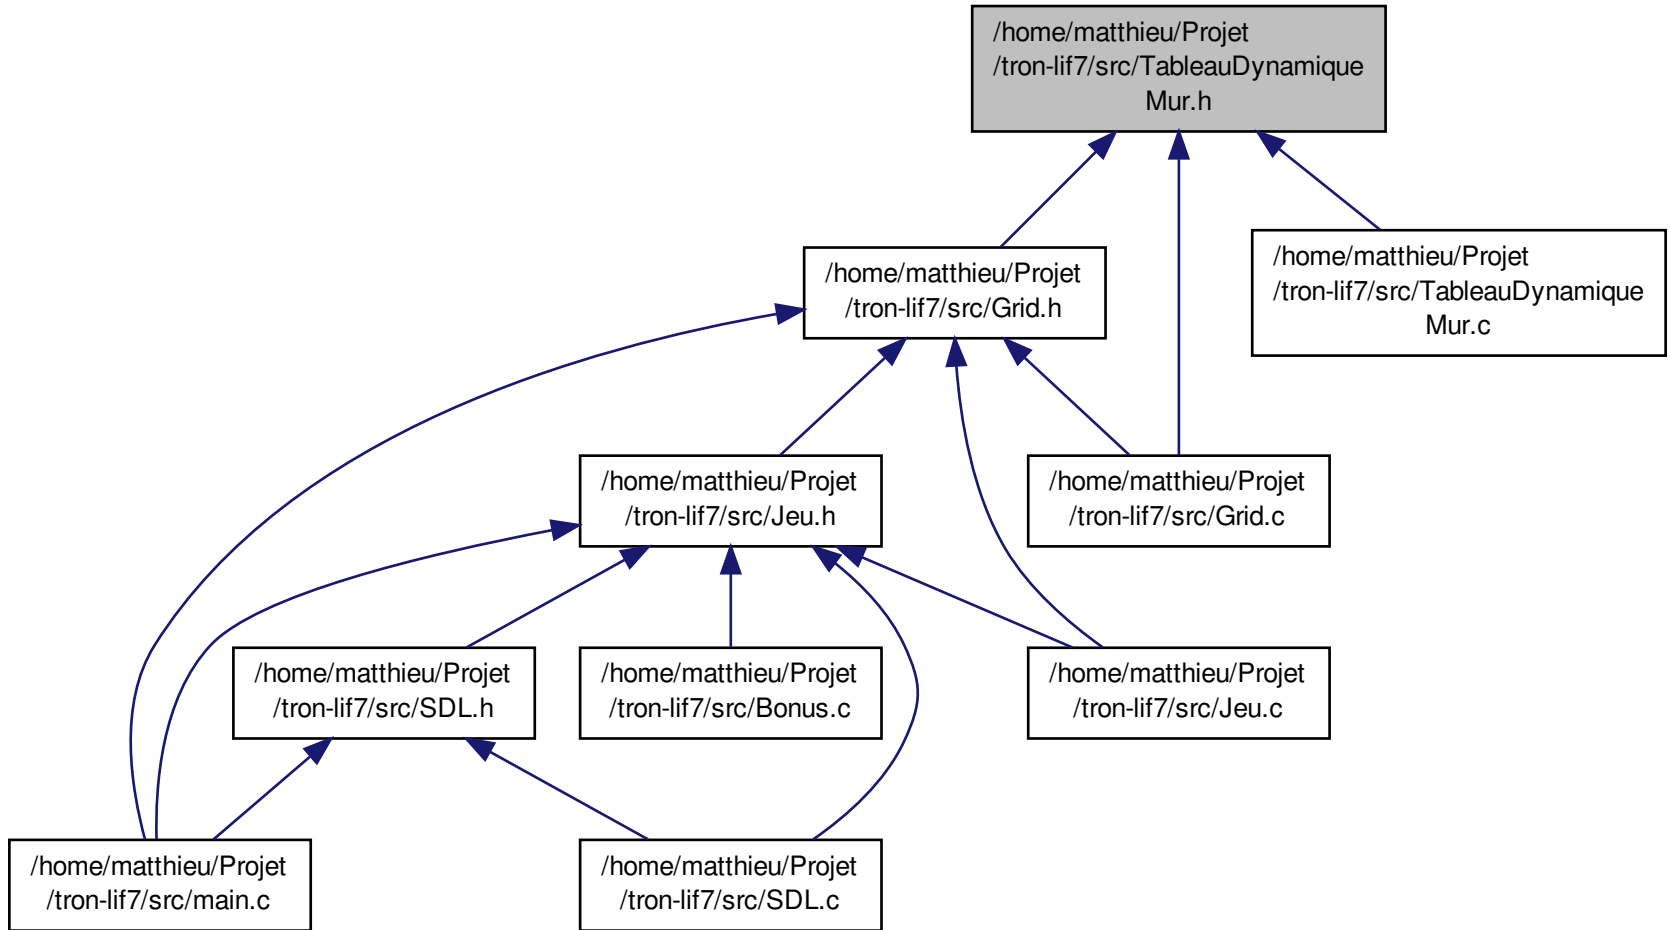 /home/matthieu/Projet
/tron-lif7/src/TableauDynamique
Mur.h
/home/matthieu/Projet
/tron-lif7/src/Grid.h
/home/matthieu/Projet
/tron-lif7/src/TableauDynamique
Mur.c
/home/matthieu/Projet
/tron-lif7/src/Jeu.h
/home/matthieu/Projet
/tron-lif7/src/Grid.c
/home/matthieu/Projet
/tron-lif7/src/SDL.h
/home/matthieu/Projet
/tron-lif7/src/Bonus.c
/home/matthieu/Projet
/tron-lif7/src/Jeu.c
/home/matthieu/Projet
/tron-lif7/src/main.c
/home/matthieu/Projet
/tron-lif7/src/SDL.c